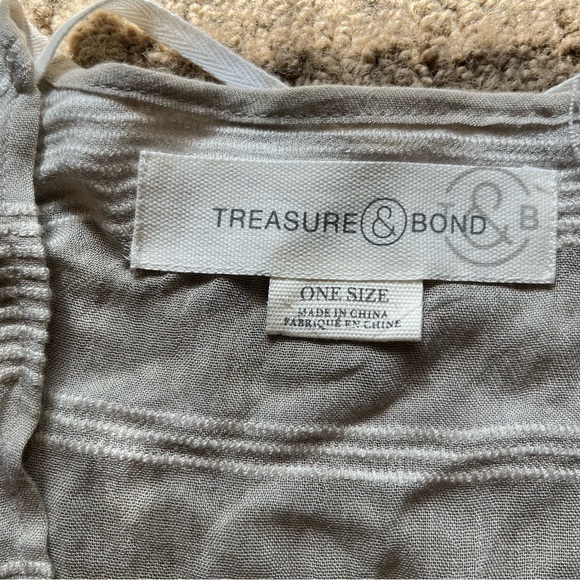 TREASURE & BOND
T & B
ONE SIZE
MADE IN CHINA
FABRIQUÉ EN CHINE